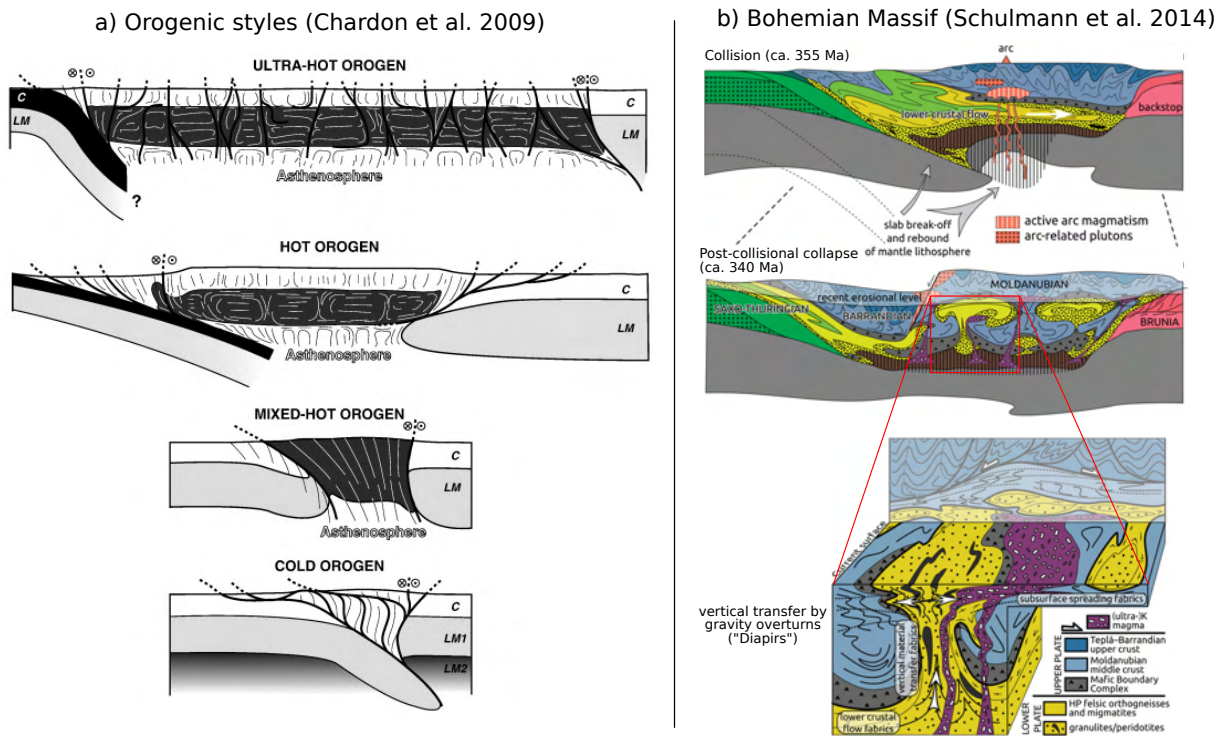 a) Orogenic styles (Chardon et al. 2009)
ULTRA-HOT OROGEN
C
LM
C
LM
Asthenosphere
?
HOT OROGEN
C
LM
Asthenosphere
MIXED-HOT OROGEN
C
LM
Asthenosphere
COLD OROGEN
C
LM1
LM2
b) Bohemian Massif (Schulmann et al. 2014)
Collision (ca. 355 Ma)
arc
backstop
lower crustal flow
slab break-off
and rebound
of mantle lithosphere
active arc magmatism
arc-related plutons
Post-collisional collapse
(ca. 340 Ma)
MOLDANUBIAN
recent erosional level
SAXO-THURINGIAN
BARRANDIAN
BRUNIA
Current surface
subsurface spreading fabrics
vertical transfer by
gravity overturns
("Diapirs")
vertical material
transfer fabrics
lower crustal
flow fabrics
(ultra-)K
magma
UPPER PLATE
Teplá–Barrandian
upper crust
Moldanubian
middle crust
Mafic Boundary
Complex
LOWER
PLATE
HP felsic orthogneisses
and migmatites
granulites/peridotites